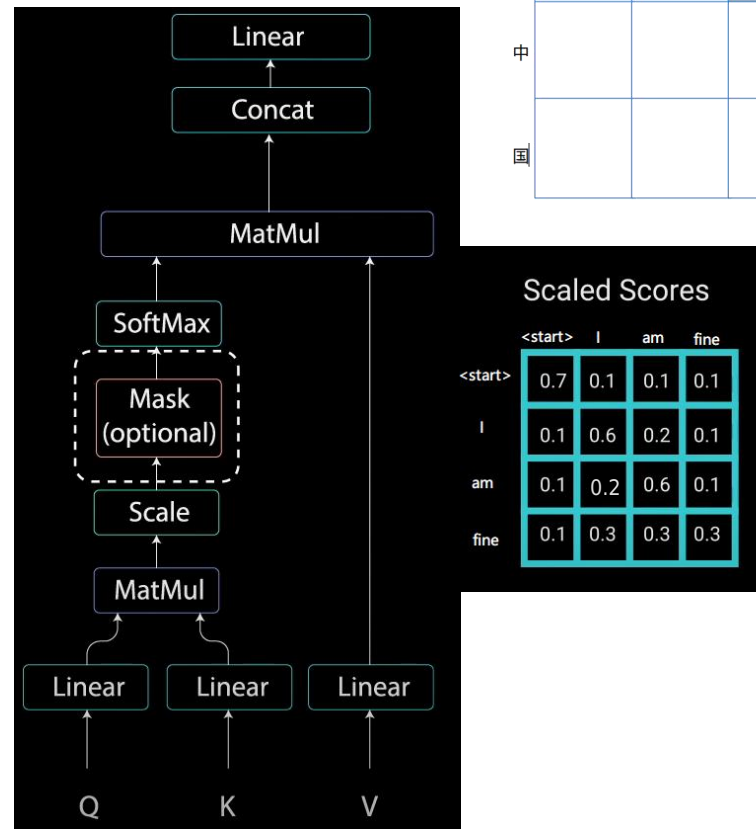 Linear
Concat
MatMul
SoftMax
Mask
(optional)
Scale
MatMul
Linear Linear Linear
Q K V
中
国
Scaled Scores
<start> I am fine
<start> 0.7 0.1 0.1 0.1
I 0.1 0.6 0.2 0.1
am 0.1 0.2 0.6 0.1
fine 0.1 0.3 0.3 0.3